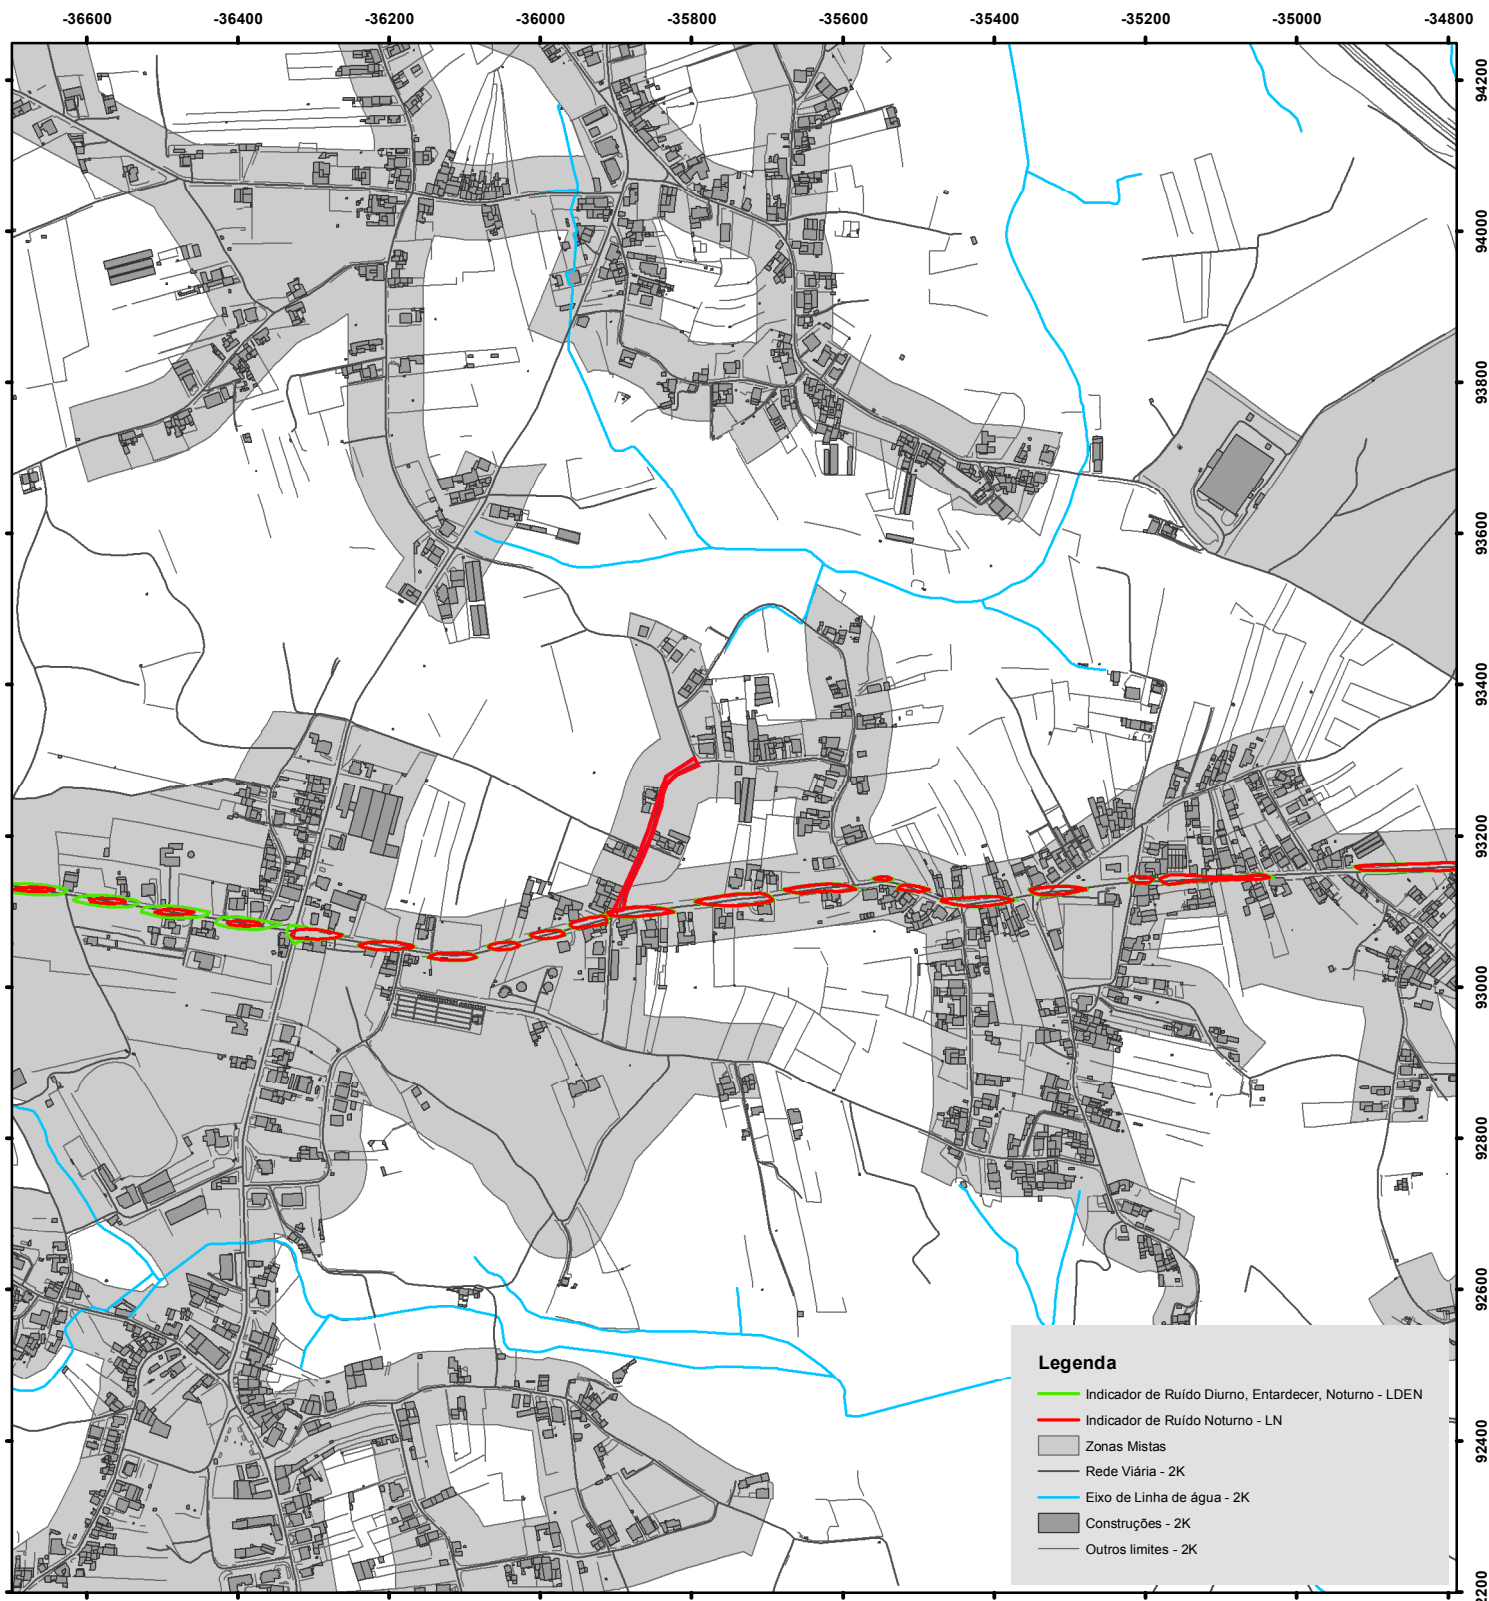 -36600 -36400 -36200 -36000 -35800 -35600 -35400 -35200 -35000 -34800
94200
94000
93800
93600
93400
93200
93000
92800
92600
92400
2200
Legenda
Indicador de Ruído Diurno, Entardecer, Noturno - LDEN
Indicador de Ruído Noturno - LN
Zonas Mistas
Rede Viária - 2K
Eixo de Linha de água - 2K
Construções - 2K
Outros limites - 2K